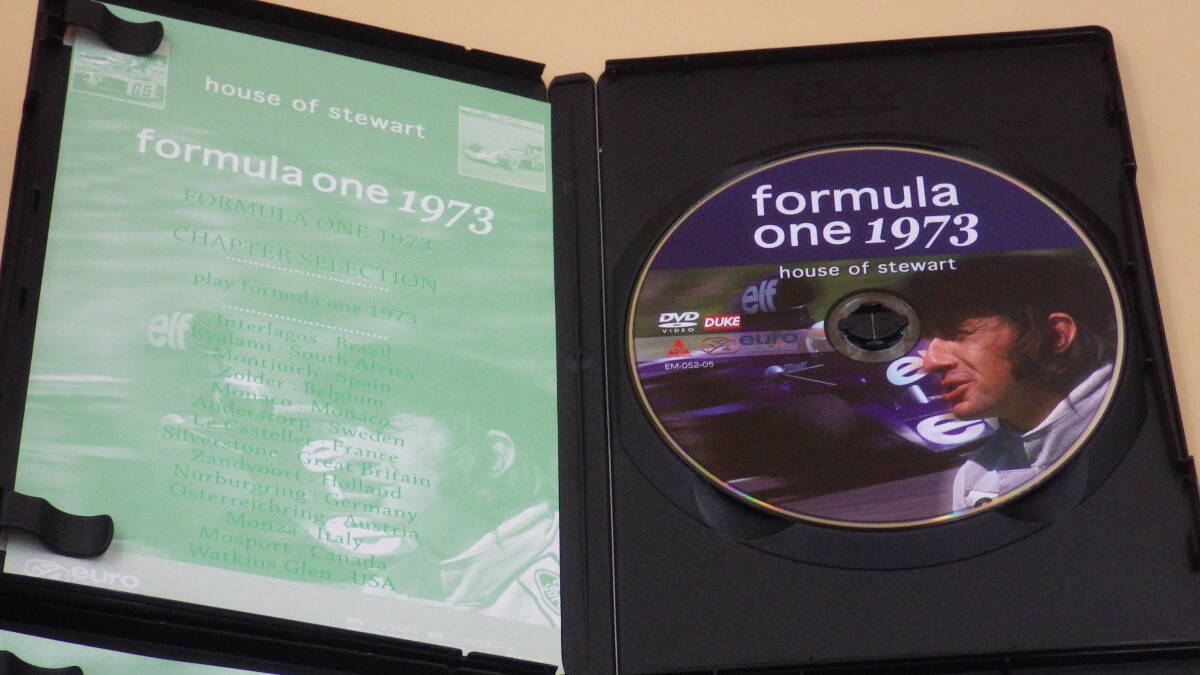 house of stewart
formula one 1973
FORMULA ONE 1973
CHAPTER SELECTION
play formula one 1973
Interlagos : Brazil
Kyalami : South Africa
Montjuich : Spain
Zolder : Belgium
Monaco : Monaco
Anderstorp : Sweden
Le Castellet : France
Silverstone : Great Britain
Zandvoort : Holland
Nurburgring : Germany
Osterreichring : Austria
Monza : Italy
Mosport : Canada
Watkins Glen : USA
elf
euro
DVD
formula
one 1973
house of stewart
elf
DVD
VIDEO
DUKE
euro
EM-052-05